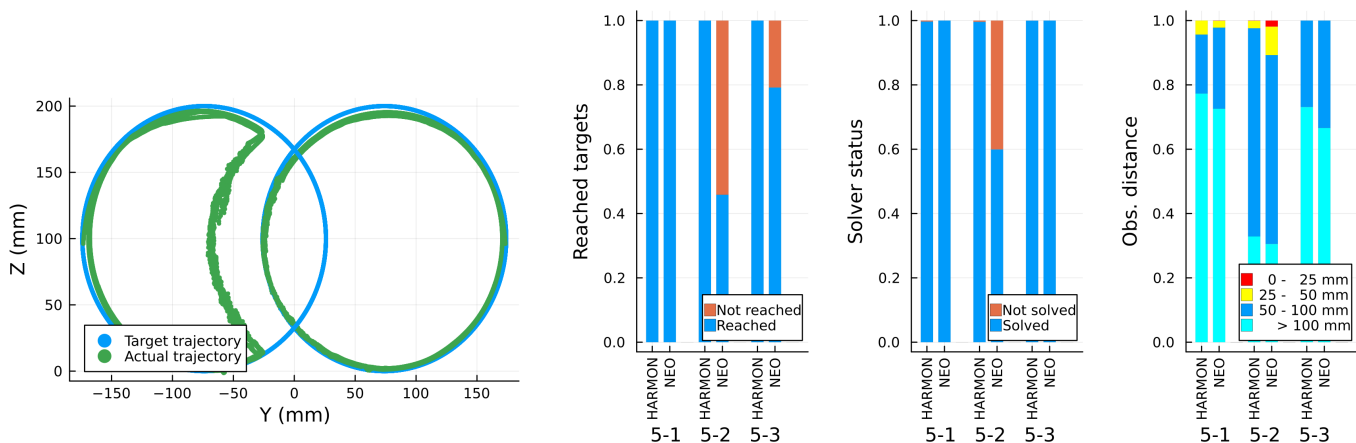 200
150
100
50
0
Z (mm)
−150
−100
−50
0
50
100
150
Y (mm)
Target trajectory
Actual trajectory
1.0
0.8
0.6
0.4
0.2
0.0
Reached targets
Not reached
Reached
HARMON
NEO
HARMON
NEO
HARMON
NEO
5-1
5-2
5-3
1.0
0.8
0.6
0.4
0.2
0.0
Solver status
Not solved
Solved
HARMON
NEO
HARMON
NEO
HARMON
NEO
5-1
5-2
5-3
1.0
0.8
0.6
0.4
0.2
0.0
Obs. distance
0 - 25 mm
25 - 50 mm
50 - 100 mm
> 100 mm
HARMON
NEO
HARMON
NEO
HARMON
NEO
5-1
5-2
5-3